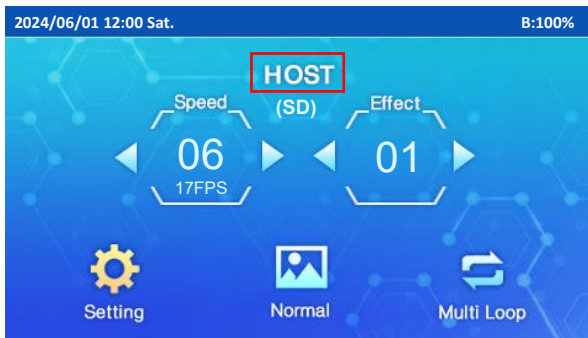 2024/06/01 12:00 Sat. B:100%
HOST
(SD)
Speed Effect
06 01
17FPS
Setting Normal Multi Loop